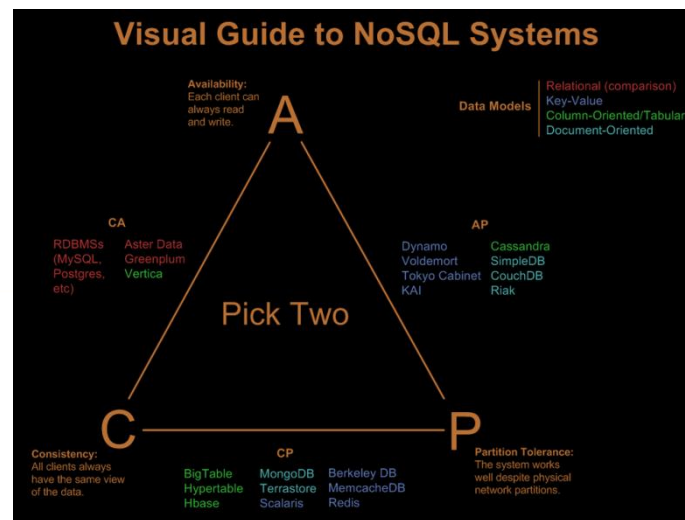 Visual Guide to NoSQL Systems
Availability:
Each client can
always read
and write.
A
Data Models
Relational (comparison)
Key-Value
Column-Oriented/Tabular
Document-Oriented
CA
RDBMSs
(MySQL,
Postgres,
etc)
Aster Data
Greenplum
Vertica
AP
Dynamo
Voldemort
Tokyo Cabinet
KAI
Cassandra
SimpleDB
CouchDB
Riak
Pick Two
C
P
Consistency:
All clients always
have the same view
of the data.
CP
BigTable
Hypertable
Hbase
MongoDB
Terrastore
Scalaris
Berkeley DB
MemcacheDB
Redis
Partition Tolerance:
The system works
well despite physical
network partitions.